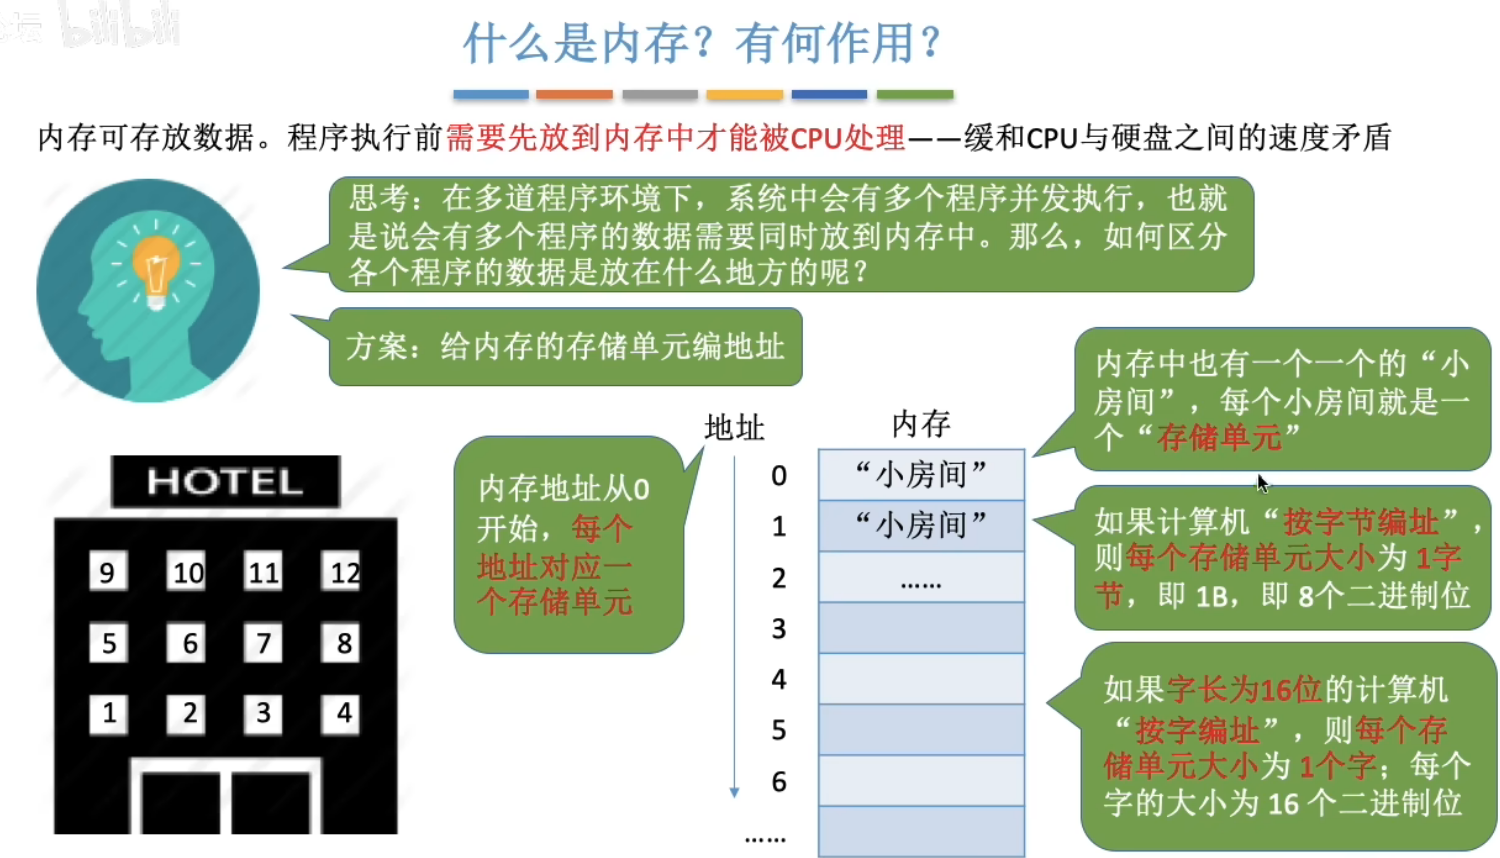 坛 bilibili
什么是内存？有何作用？
内存可存放数据。程序执行前需要先放到内存中才能被CPU处理——缓和CPU与硬盘之间的速度矛盾
思考：在多道程序环境下，系统中会有多个程序并发执行，也就
是说会有多个程序的数据需要同时放到内存中。那么，如何区分
各个程序的数据是放在什么地方的呢？
方案：给内存的存储单元编地址
HOTEL
9 10 11 12
5 6 7 8
1 2 3 4
内存地址从0
开始，每个
地址对应一
个存储单元
地址 内存
0 “小房间”
1 “小房间”
2 ……
3
4
5
6
……
内存中也有一个一个的“小
房间”，每个小房间就是一
个“存储单元”
如果计算机“按字节编址”，
则每个存储单元大小为 1字
节，即 1B，即 8个二进制位
如果字长为16位的计算机
“按字编址”，则每个存
储单元大小为 1个字；每个
字的大小为 16 个二进制位